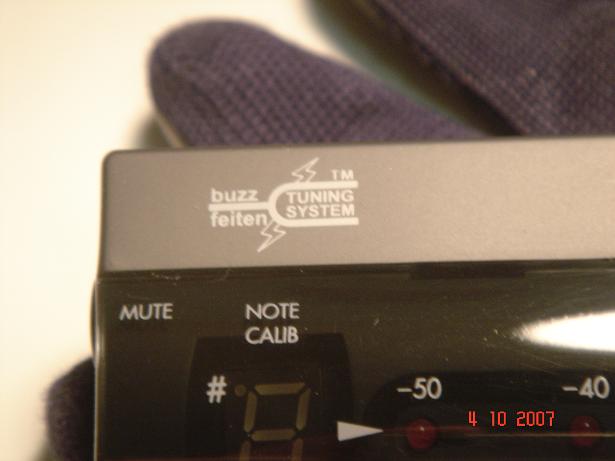 TM
buzz TUNING
feiten SYSTEM
MUTE NOTE
CALIB
# -50 -40
4 10 2007